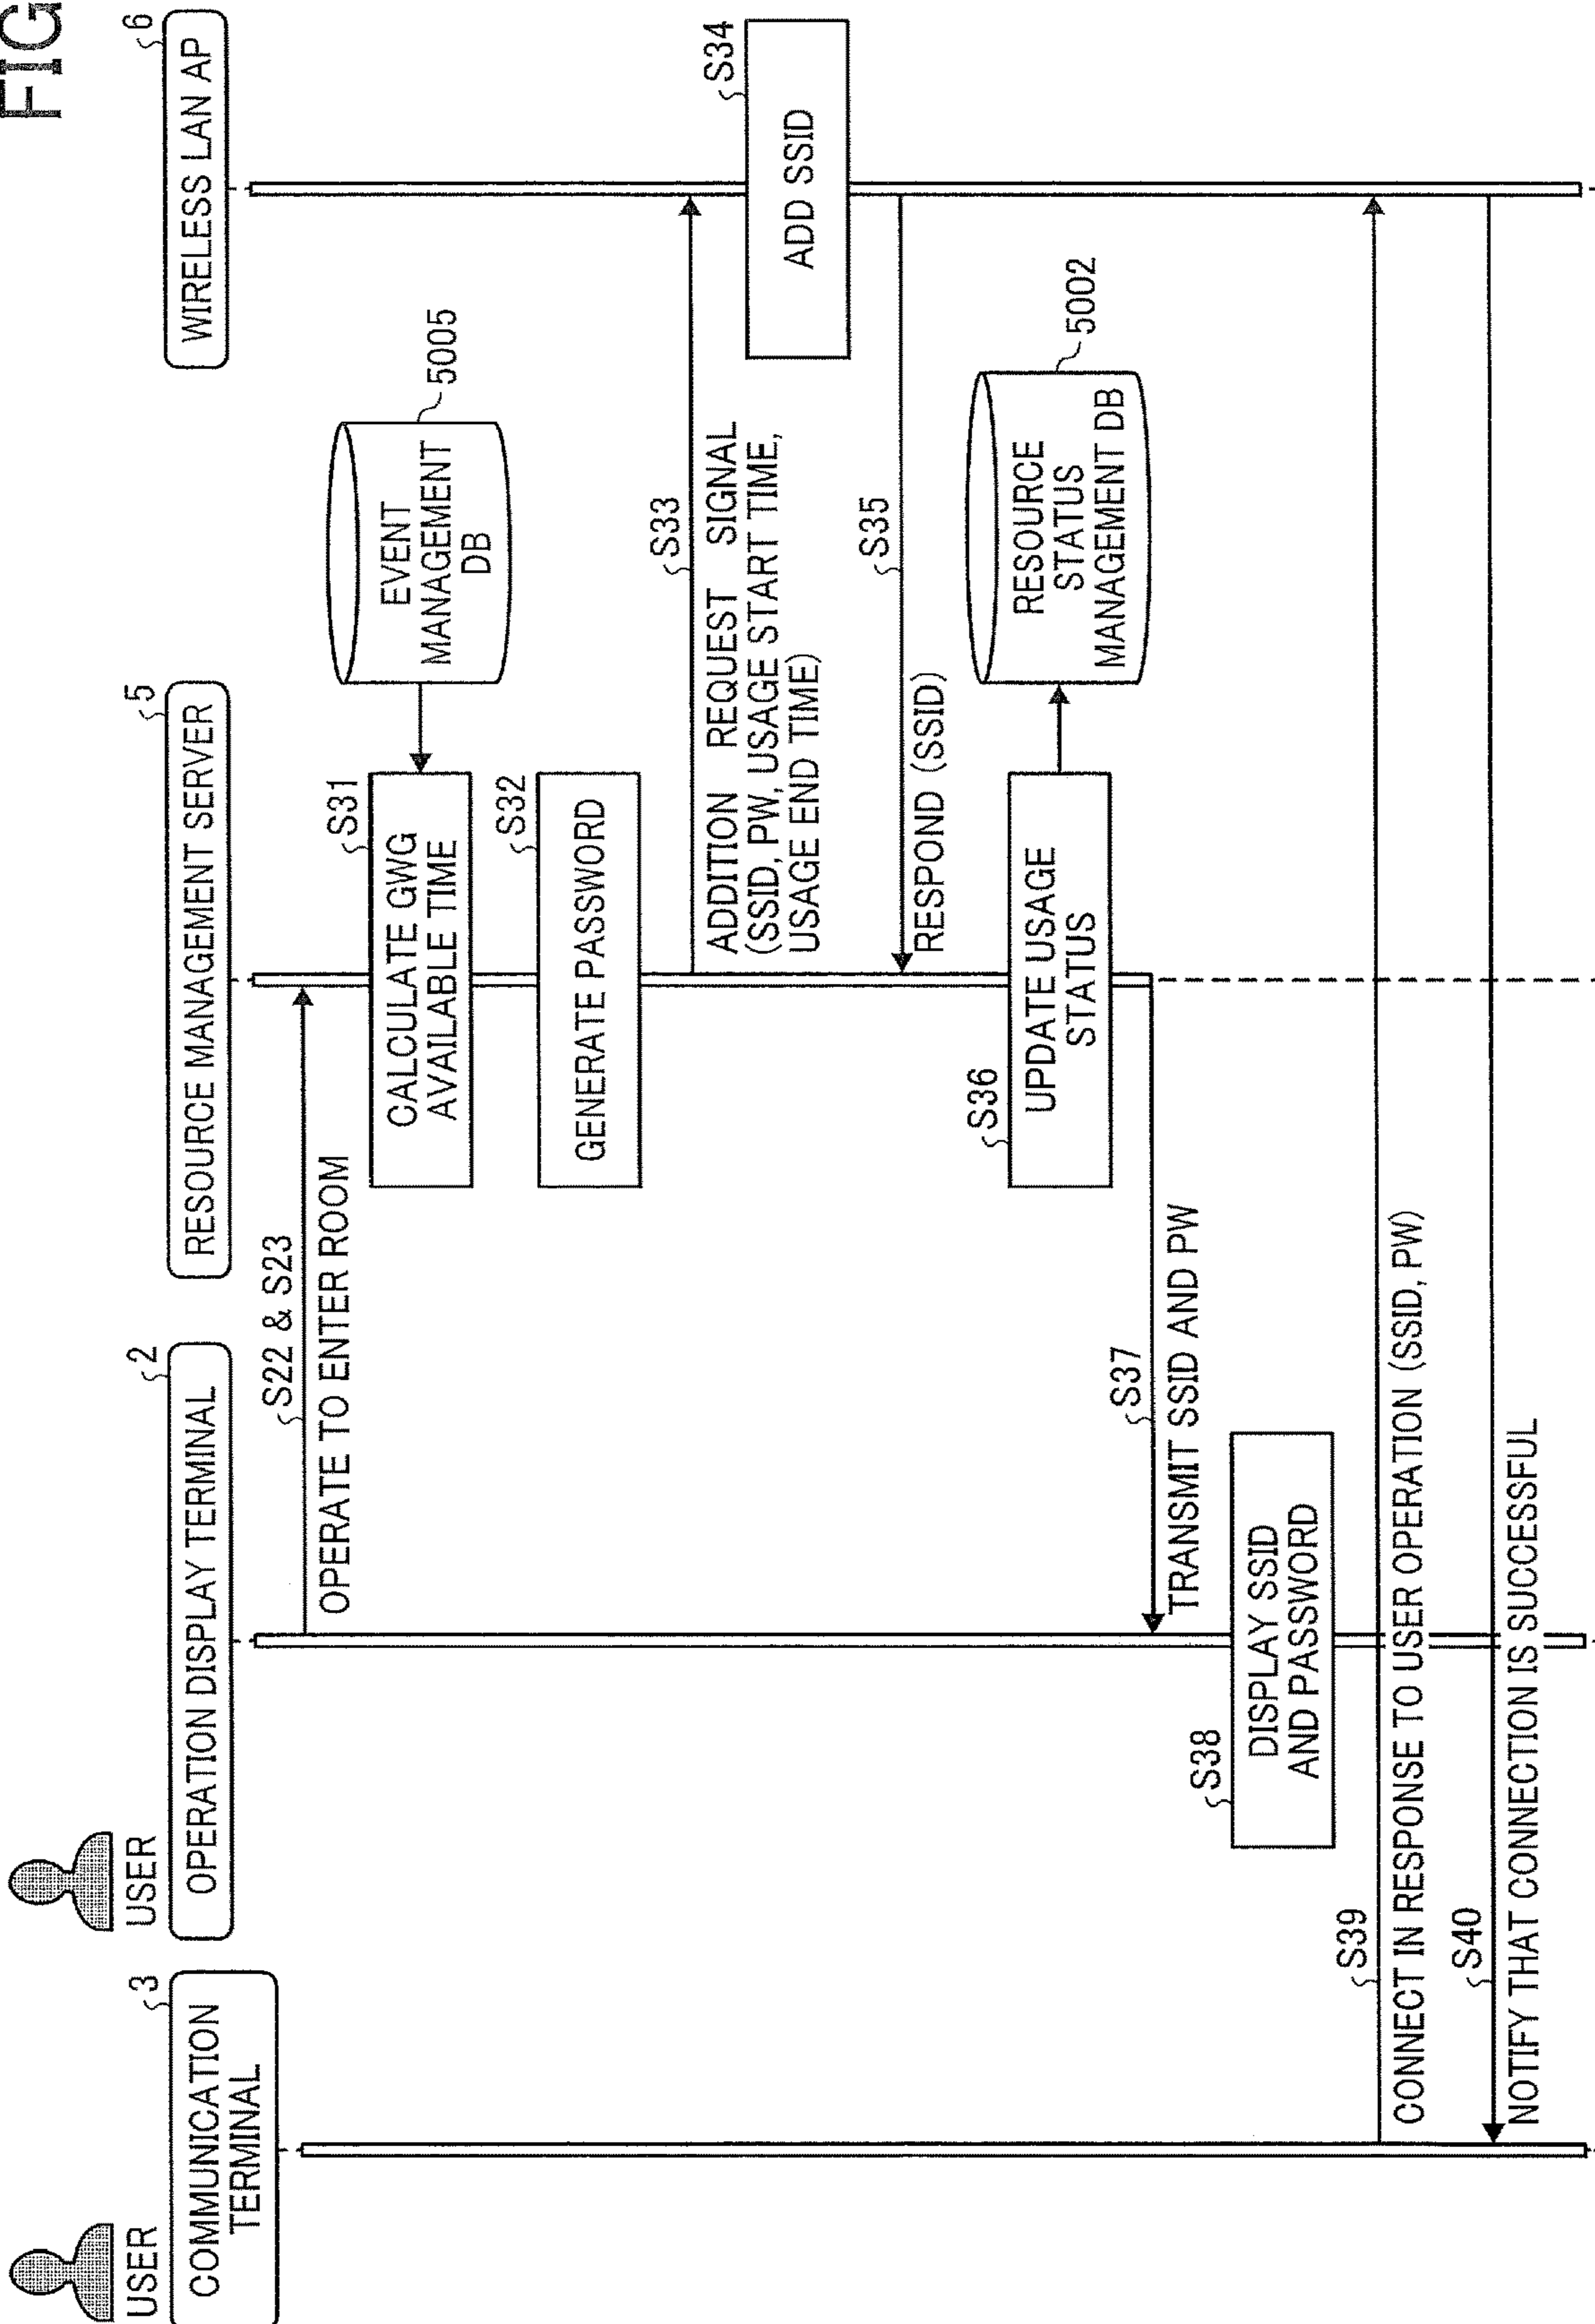 FIG
USER
USER
3
COMMUNICATION
TERMINAL
2
OPERATION DISPLAY TERMINAL
5
RESOURCE MANAGEMENT SERVER
6
WIRELESS LAN AP
S22 & S23
OPERATE TO ENTER ROOM
S31
CALCULATE GWG
AVAILABLE TIME
EVENT
MANAGEMENT
DB
5005
S32
GENERATE PASSWORD
S33
ADDITION REQUEST SIGNAL
(SSID, PW, USAGE START TIME,
USAGE END TIME)
S34
ADD SSID
S35
RESPOND (SSID)
S36
UPDATE USAGE
STATUS
RESOURCE
STATUS
MANAGEMENT DB
5002
S37
TRANSMIT SSID AND PW
S38
DISPLAY SSID
AND PASSWORD
S39
CONNECT IN RESPONSE TO USER OPERATION (SSID, PW)
S40
NOTIFY THAT CONNECTION IS SUCCESSFUL